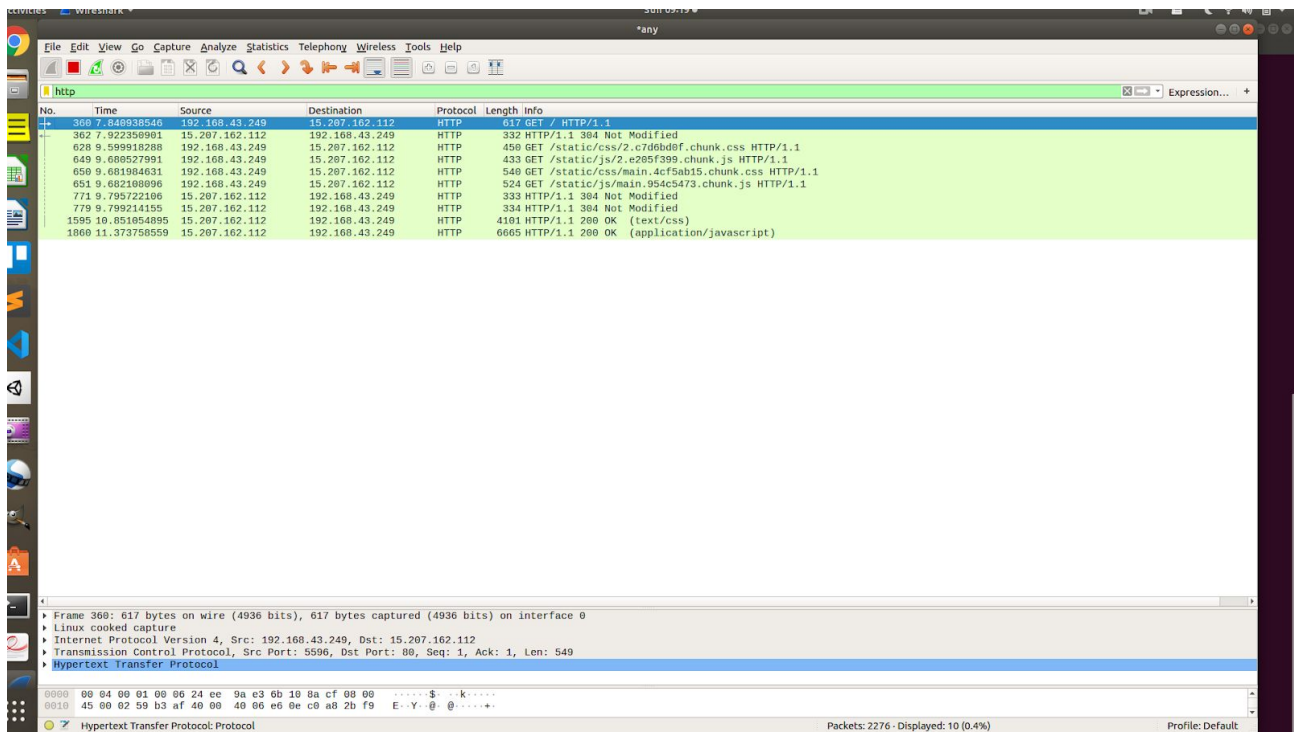 Activities Wireshark Sun 09:19
*any
File Edit View Go Capture Analyze Statistics Telephony Wireless Tools Help
http Expression... +
No. Time Source Destination Protocol Length Info
360 7.840938546 192.168.43.249 15.207.162.112 HTTP 617 GET / HTTP/1.1
362 7.922350901 15.207.162.112 192.168.43.249 HTTP 332 HTTP/1.1 304 Not Modified
628 9.599918288 192.168.43.249 15.207.162.112 HTTP 450 GET /static/css/2.c7d6bd0f.chunk.css HTTP/1.1
649 9.680527991 192.168.43.249 15.207.162.112 HTTP 433 GET /static/js/2.e205f399.chunk.js HTTP/1.1
650 9.681984631 192.168.43.249 15.207.162.112 HTTP 540 GET /static/css/main.4cf5ab15.chunk.css HTTP/1.1
651 9.682108096 192.168.43.249 15.207.162.112 HTTP 524 GET /static/js/main.954c5473.chunk.js HTTP/1.1
771 9.795722106 15.207.162.112 192.168.43.249 HTTP 333 HTTP/1.1 304 Not Modified
779 9.799214155 15.207.162.112 192.168.43.249 HTTP 334 HTTP/1.1 304 Not Modified
1595 10.851054895 15.207.162.112 192.168.43.249 HTTP 4101 HTTP/1.1 200 OK (text/css)
1860 11.373758559 15.207.162.112 192.168.43.249 HTTP 6665 HTTP/1.1 200 OK (application/javascript)
Frame 360: 617 bytes on wire (4936 bits), 617 bytes captured (4936 bits) on interface 0
Linux cooked capture
Internet Protocol Version 4, Src: 192.168.43.249, Dst: 15.207.162.112
Transmission Control Protocol, Src Port: 5596, Dst Port: 80, Seq: 1, Ack: 1, Len: 549
Hypertext Transfer Protocol
0000 00 04 00 01 00 06 24 ee 9a e3 6b 10 8a cf 08 00 ······$· ··k·····
0010 45 00 02 59 b3 af 40 00 40 06 e6 0e c0 a8 2b f9 E··Y··@· @·····+·
Hypertext Transfer Protocol: Protocol Packets: 2276 · Displayed: 10 (0.4%) Profile: Default